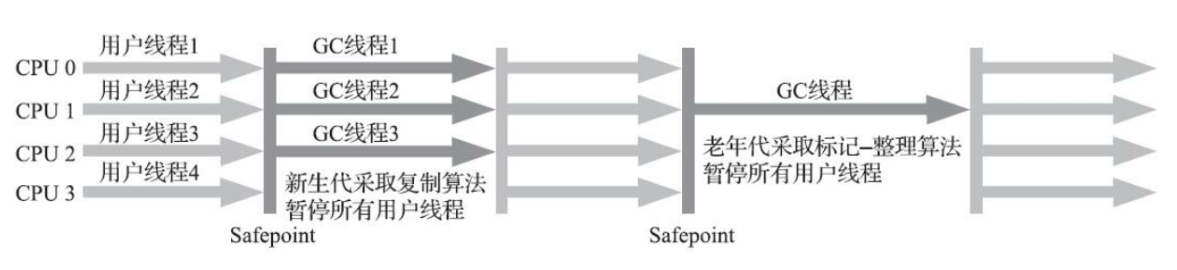 用户线程1
GC线程1
CPU 0
用户线程2
GC线程2
GC线程
CPU 1
用户线程3
GC线程3
CPU 2
老年代采取标记–整理算法
暂停所有用户线程
用户线程4
CPU 3
新生代采取复制算法
暂停所有用户线程
Safepoint
Safepoint